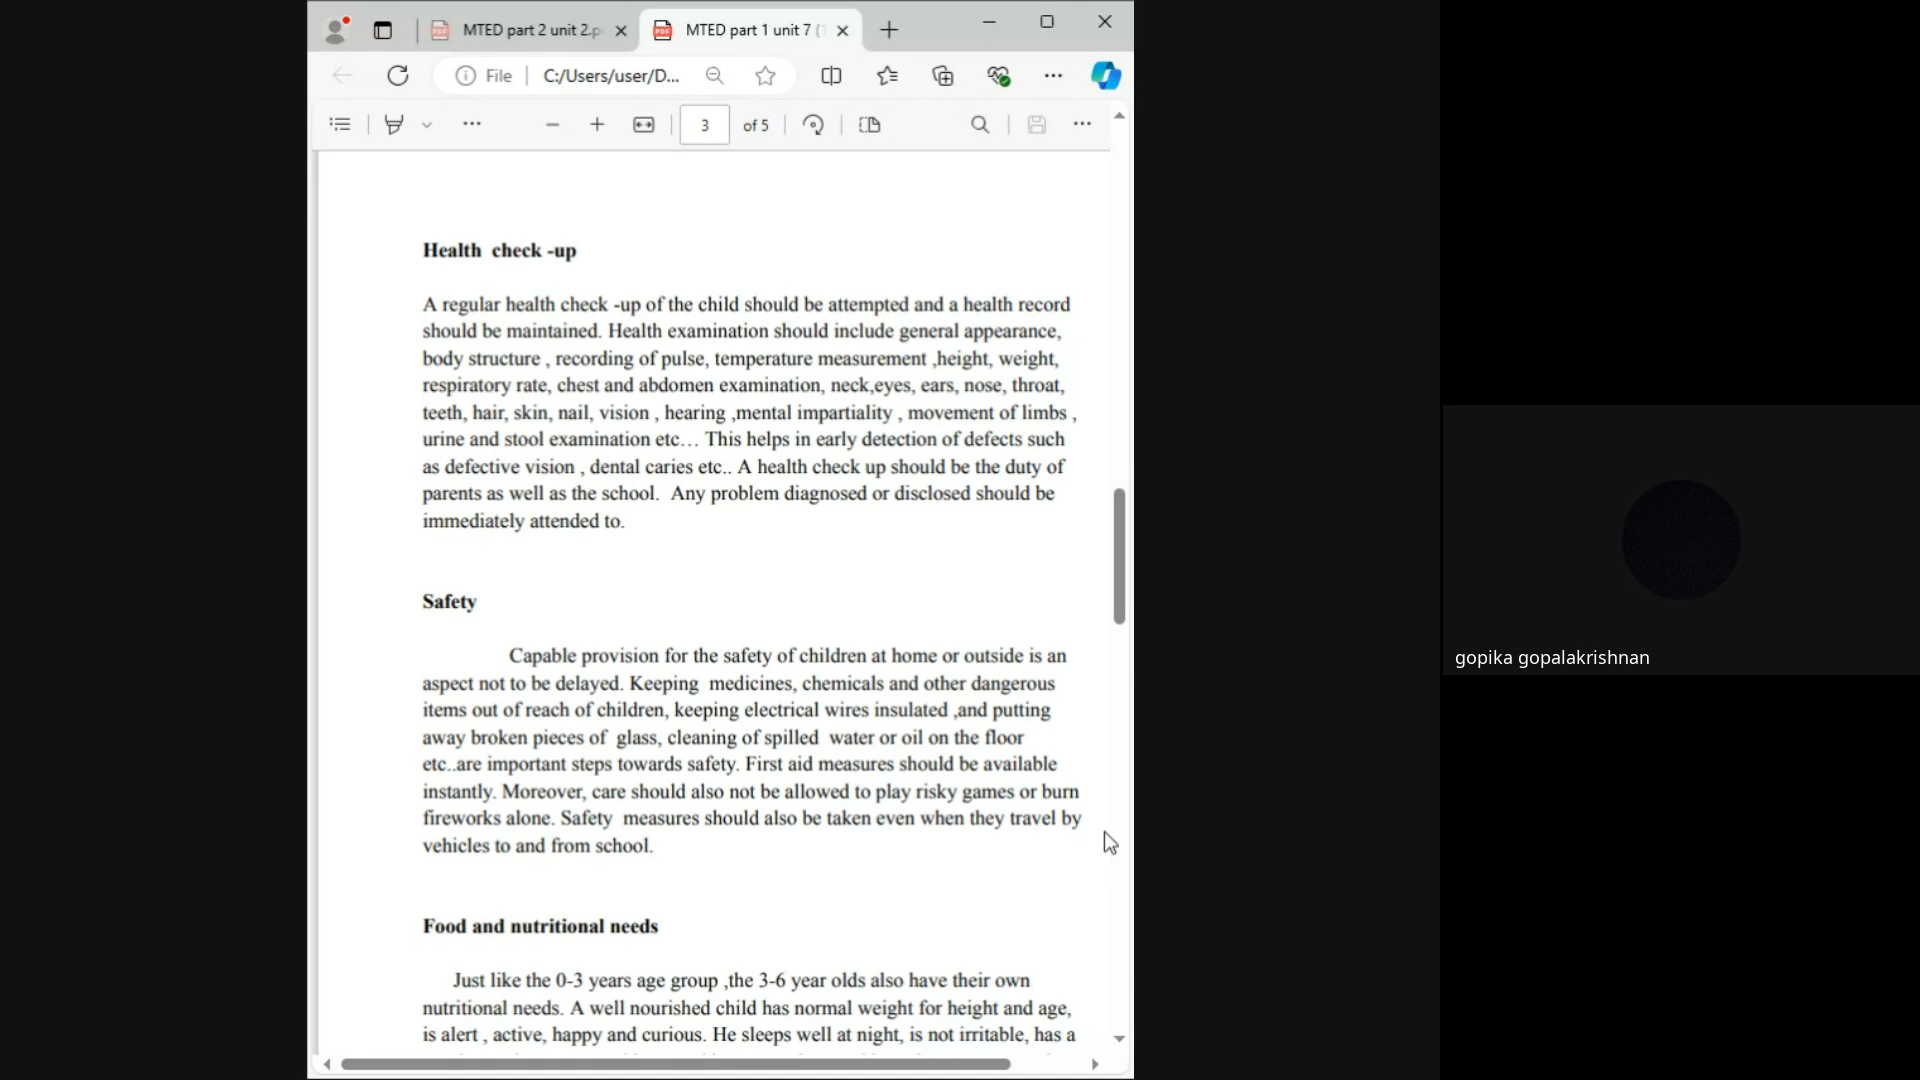 MTED part 2 unit 2.p
MTED part 1 unit 7 (
File
C:/Users/user/D...
3
of 5
Health check -up
A regular health check -up of the child should be attempted and a health record
should be maintained. Health examination should include general appearance,
body structure , recording of pulse, temperature measurement ,height, weight,
respiratory rate, chest and abdomen examination, neck,eyes, ears, nose, throat,
teeth, hair, skin, nail, vision , hearing ,mental impartiality , movement of limbs ,
urine and stool examination etc… This helps in early detection of defects such
as defective vision , dental caries etc.. A health check up should be the duty of
parents as well as the school. Any problem diagnosed or disclosed should be
immediately attended to.
Safety
Capable provision for the safety of children at home or outside is an
aspect not to be delayed. Keeping medicines, chemicals and other dangerous
items out of reach of children, keeping electrical wires insulated ,and putting
away broken pieces of glass, cleaning of spilled water or oil on the floor
etc..are important steps towards safety. First aid measures should be available
instantly. Moreover, care should also not be allowed to play risky games or burn
fireworks alone. Safety measures should also be taken even when they travel by
vehicles to and from school.
Food and nutritional needs
Just like the 0-3 years age group ,the 3-6 year olds also have their own
nutritional needs. A well nourished child has normal weight for height and age,
is alert , active, happy and curious. He sleeps well at night, is not irritable, has a
gopika gopalakrishnan